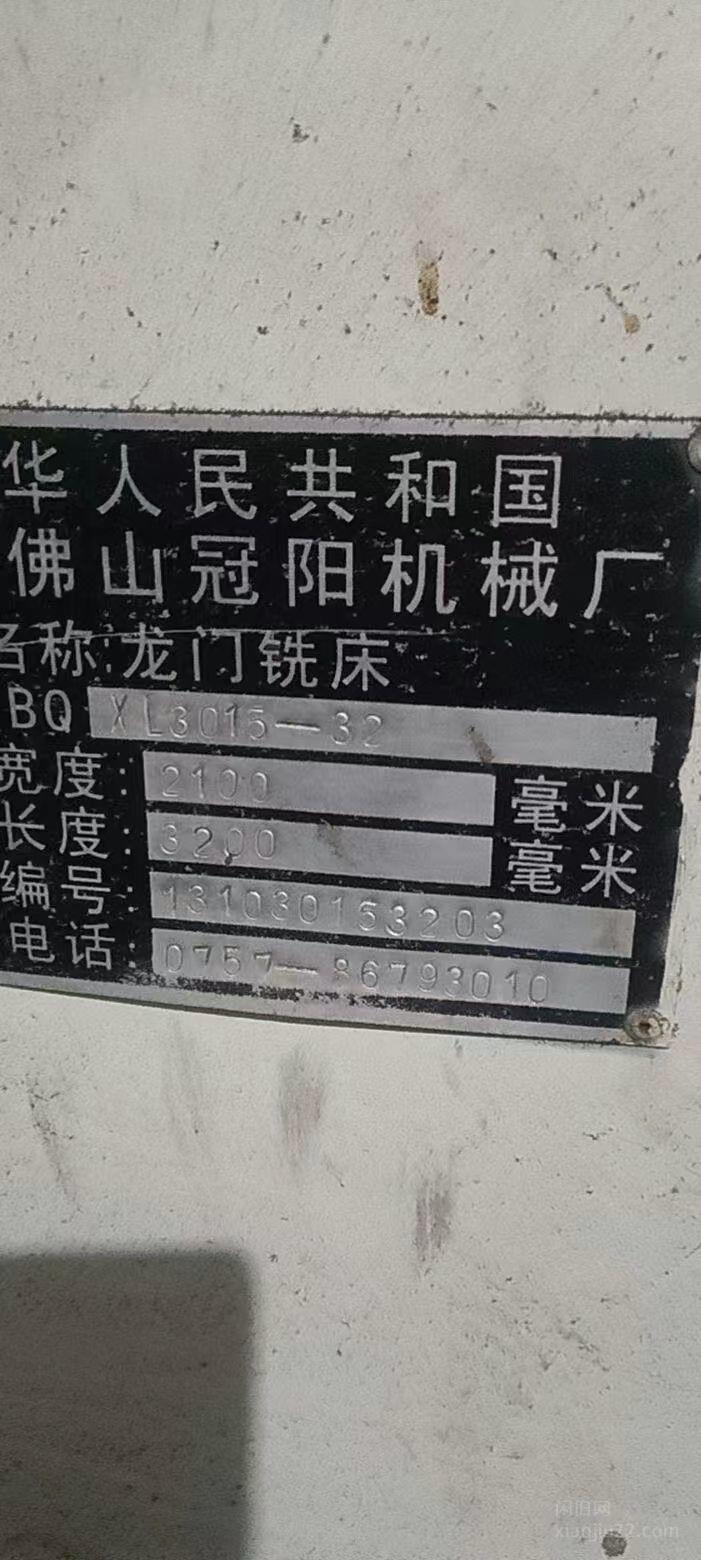 华人民共和国
佛山冠阳机械厂
名称:龙门铣床
BQ XL3015—32
宽度: 2100 毫米
长度: 3200 毫米
编号: 131030153203
电话: 0757—86793010
闲旧网
xianjiu22.com